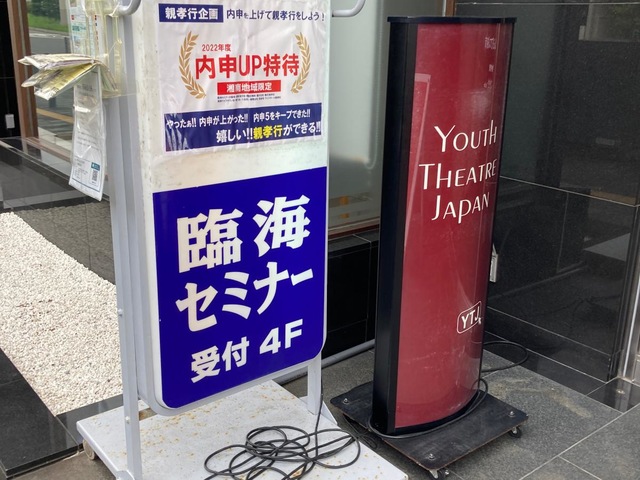 親孝行企画 内申を上げて親孝行をしよう!
2022年度
内申UP特待
湘南地域限定
やったぁ!! 内申が上がった!! 内申5をキープできた!!
嬉しい!!親孝行ができる!!
臨海
セミナー
受付 4F
YOUTH
THEATRE
JAPAN
YTJ